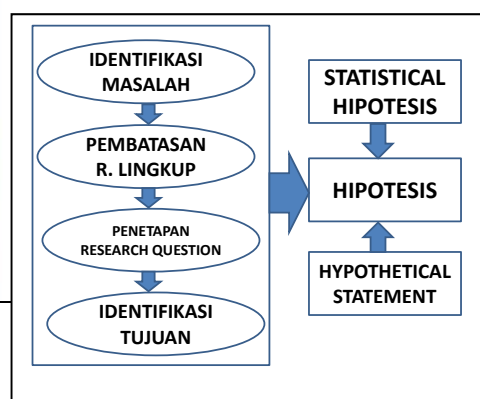 IDENTIFIKASI
MASALAH
PEMBATASAN
R. LINGKUP
PENETAPAN
RESEARCH QUESTION
IDENTIFIKASI
TUJUAN
STATISTICAL
HIPOTESIS
HIPOTESIS
HYPOTHETICAL
STATEMENT